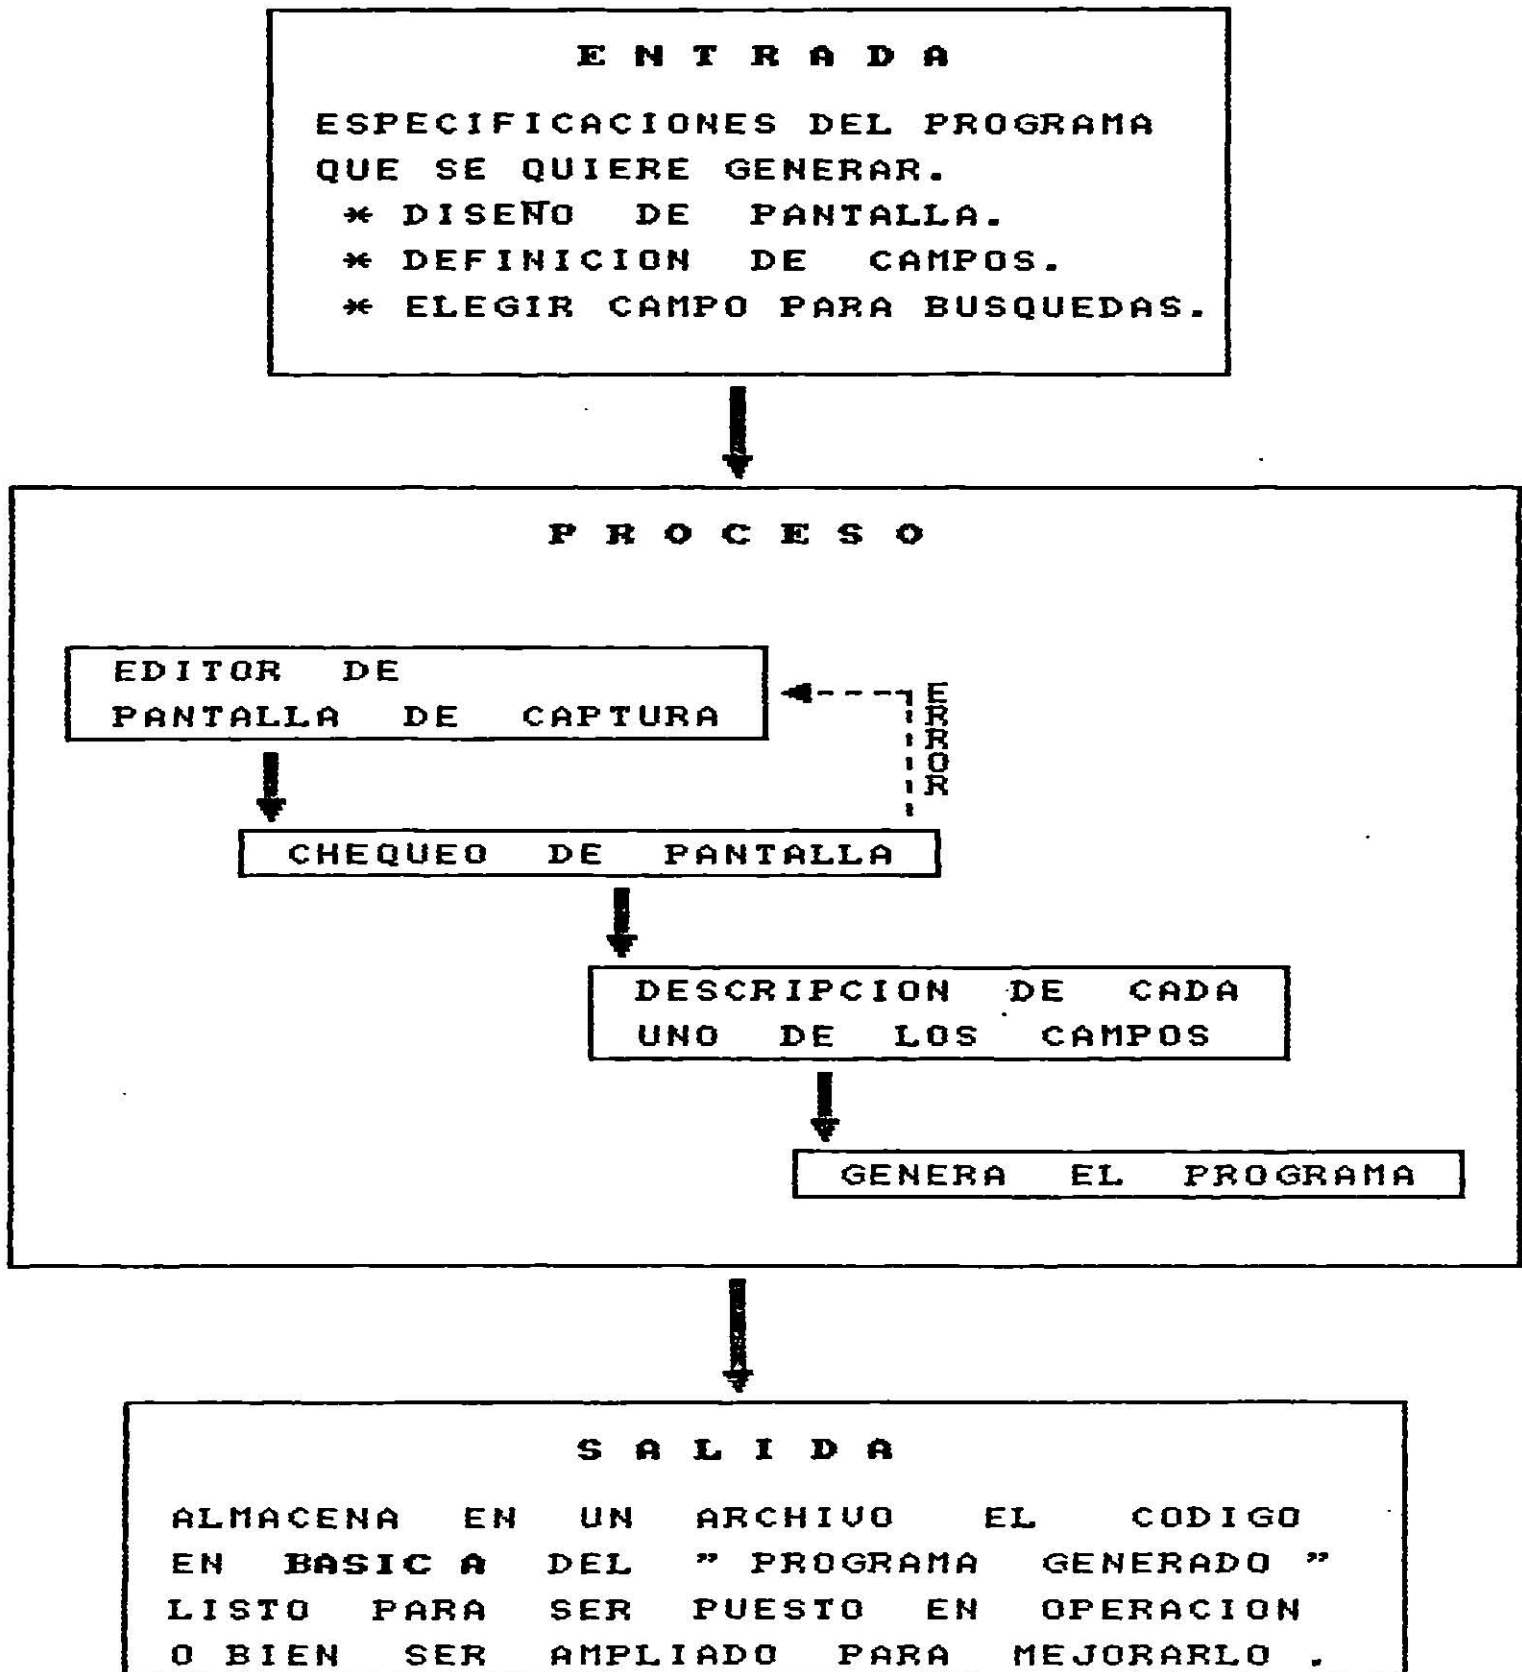 E N T R A D A
ESPECIFICACIONES DEL PROGRAMA
QUE SE QUIERE GENERAR.
* DISEÑO DE PANTALLA.
* DEFINICION DE CAMPOS.
* ELEGIR CAMPO PARA BUSQUEDAS.
P R O C E S O
EDITOR DE
PANTALLA DE CAPTURA
ERROR
CHEQUEO DE PANTALLA
DESCRIPCION DE CADA
UNO DE LOS CAMPOS
GENERA EL PROGRAMA
S A L I D A
ALMACENA EN UN ARCHIVO EL CODIGO
EN BASIC A DEL " PROGRAMA GENERADO "
LISTO PARA SER PUESTO EN OPERACION
O BIEN SER AMPLIADO PARA MEJORARLO .